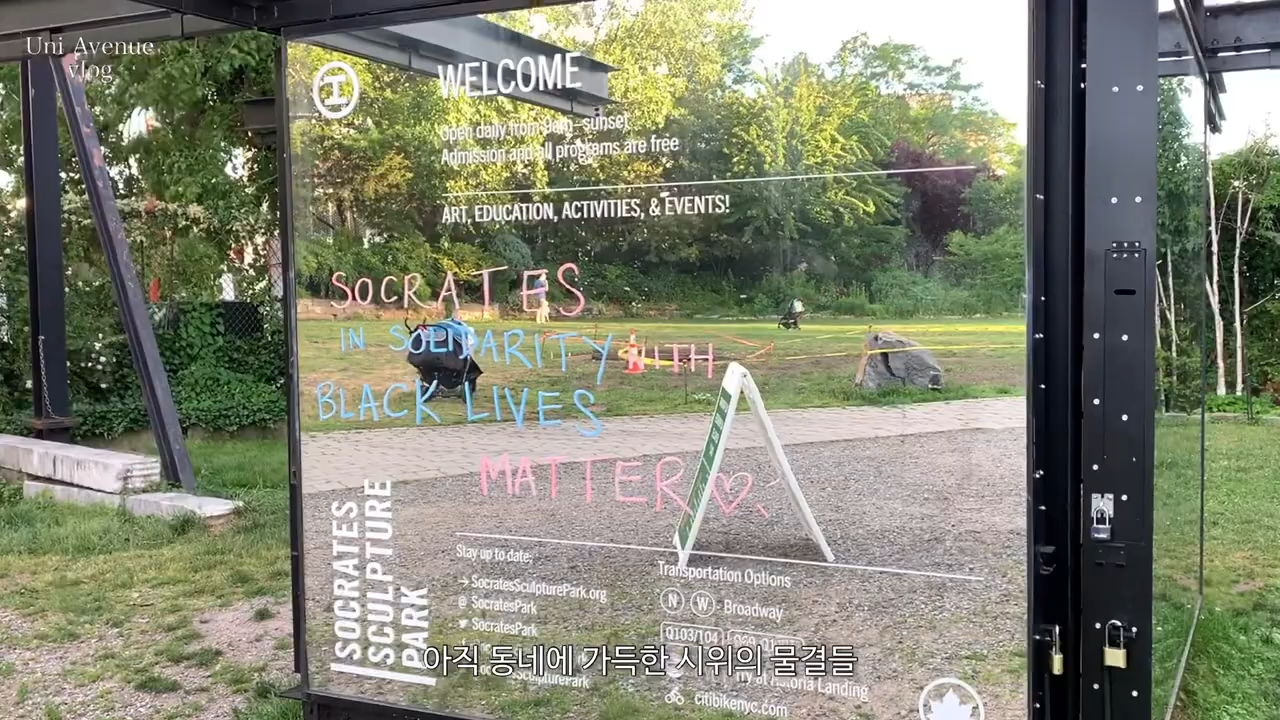 Uni Avenue
vlog
WELCOME
Open daily from 9am–sunset
Admission and all programs are free
ART, EDUCATION, ACTIVITIES, & EVENTS!
SOCRATES
IN SOLIDARITY WITH
BLACK LIVES
MATTER
SOCRATES
SCULPTURE
PARK
Stay up to date:
→ SocratesSculpturePark.org
@ SocratesPark
SocratesPark
SculpturePark
Transportation Options
N W - Broadway
Q103/104
Astoria Landing
citibikenyc.com
아직 동네에 가득한 시위의 물결들